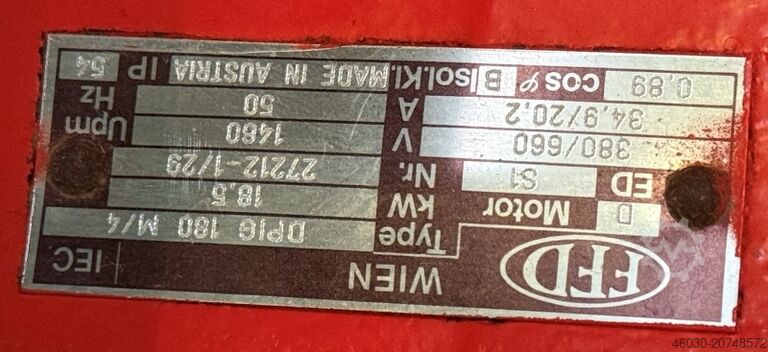 FFD WIEN IEC
D Motor Type DPIG 180 M/4
kW 18,5
ED S1 Nr. 27212-1/29
380/660 V 1460 Upm
34,9/20,2 A 50 Hz
0,89 cos φ B Isol.Kl. MADE IN AUSTRIA IP 54
46030-20748572